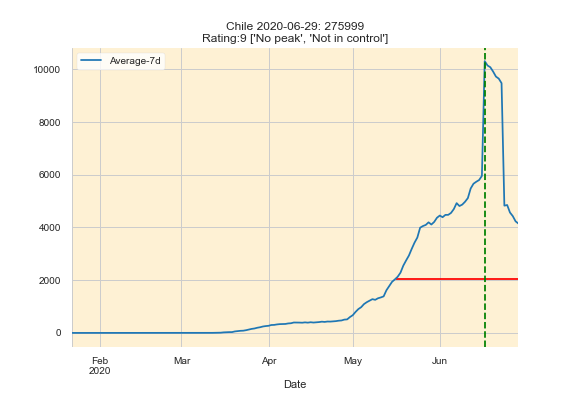 Chile 2020-06-29: 275999
Rating:9 ['No peak', 'Not in control']
Average-7d
10000
8000
6000
4000
2000
0
Feb
2020
Mar
Apr
May
Jun
Date